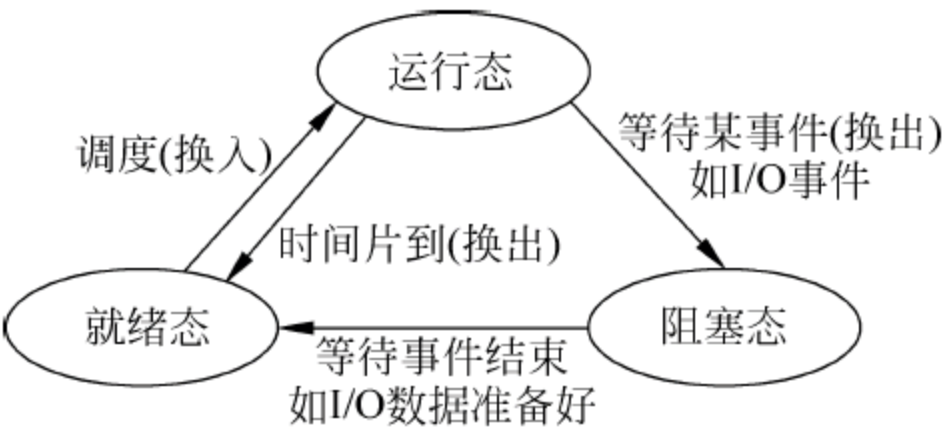 运行态
调度(换入)
等待某事件(换出)
如I/O事件
时间片到(换出)
就绪态
阻塞态
等待事件结束
如I/O数据准备好